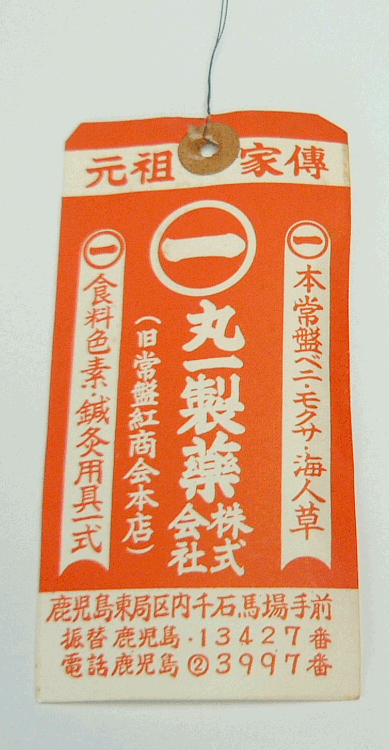 元祖 家傳
㊀
㊀本常盤ベニ・モクサ・海人草
丸一製薬株式会社
(旧常盤紅商会本店)
㊀食料色素・鍼灸用具一式
鹿児島東局区内千石馬場手前
振替鹿児島・13427番
電話鹿児島②3997番